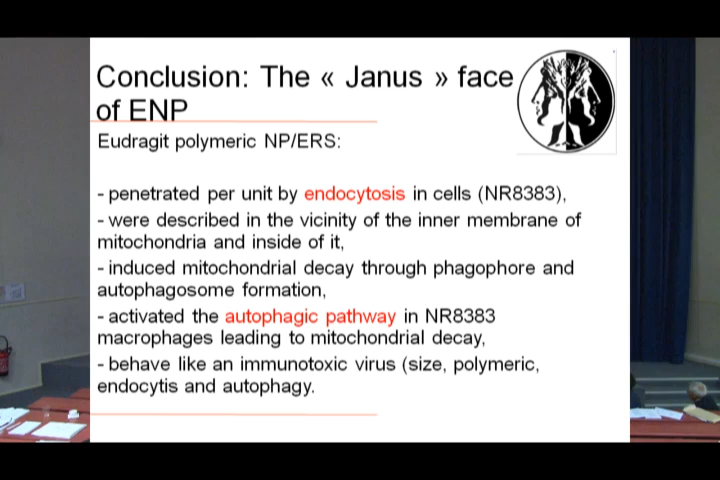 Conclusion: The « Janus » face
of ENP
Eudragit polymeric NP/ERS:
- penetrated per unit by endocytosis in cells (NR8383),
- were described in the vicinity of the inner membrane of
mitochondria and inside of it,
- induced mitochondrial decay through phagophore and
autophagosome formation,
- activated the autophagic pathway in NR8383
macrophages leading to mitochondrial decay,
- behave like an immunotoxic virus (size, polymeric,
endocytis and autophagy.